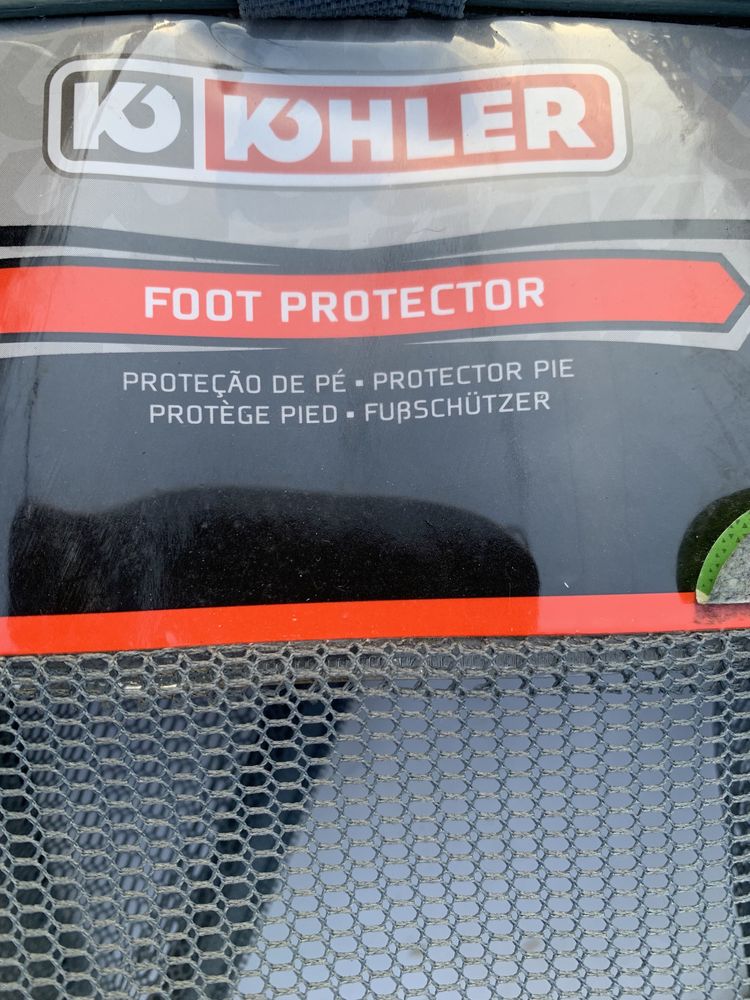 KOHLER
FOOT PROTECTOR
PROTEÇÃO DE PÉ ▪ PROTECTOR PIE
PROTÈGE PIED ▪ FUßSCHÜTZER